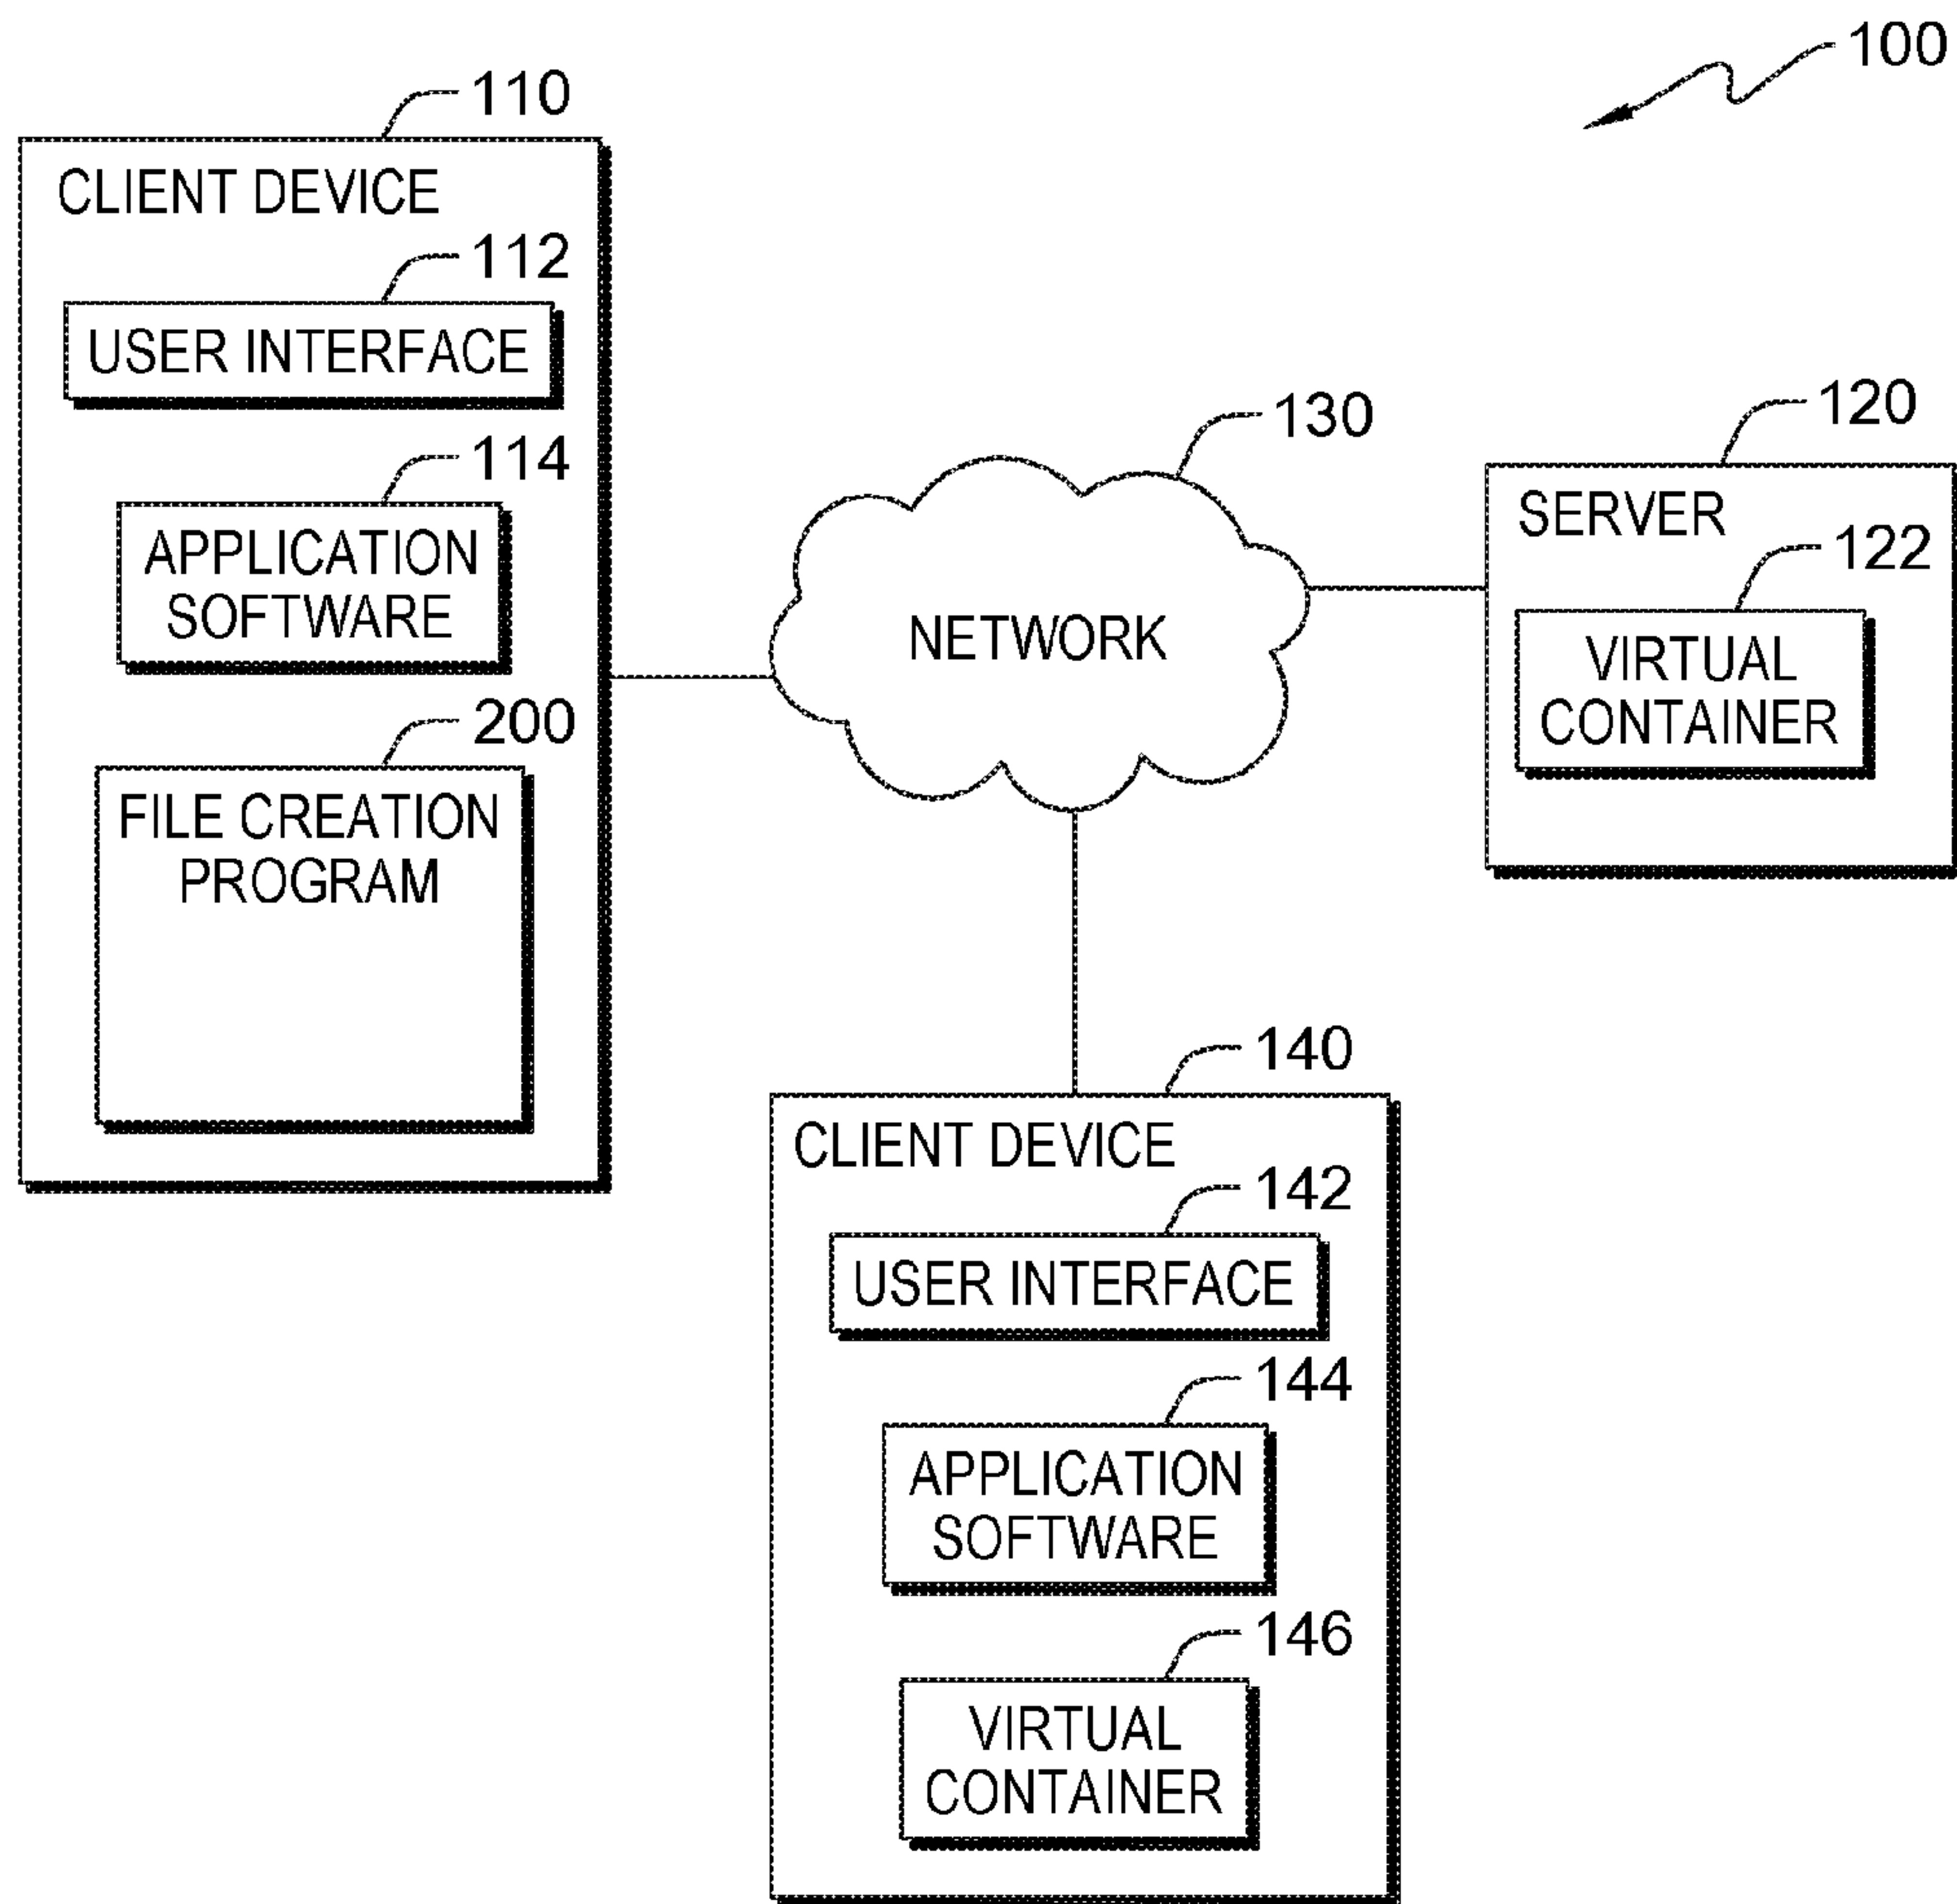 100
110
CLIENT DEVICE
112
USER INTERFACE
114
APPLICATION
SOFTWARE
200
FILE CREATION
PROGRAM
130
NETWORK
120
SERVER
122
VIRTUAL
CONTAINER
140
CLIENT DEVICE
142
USER INTERFACE
144
APPLICATION
SOFTWARE
146
VIRTUAL
CONTAINER